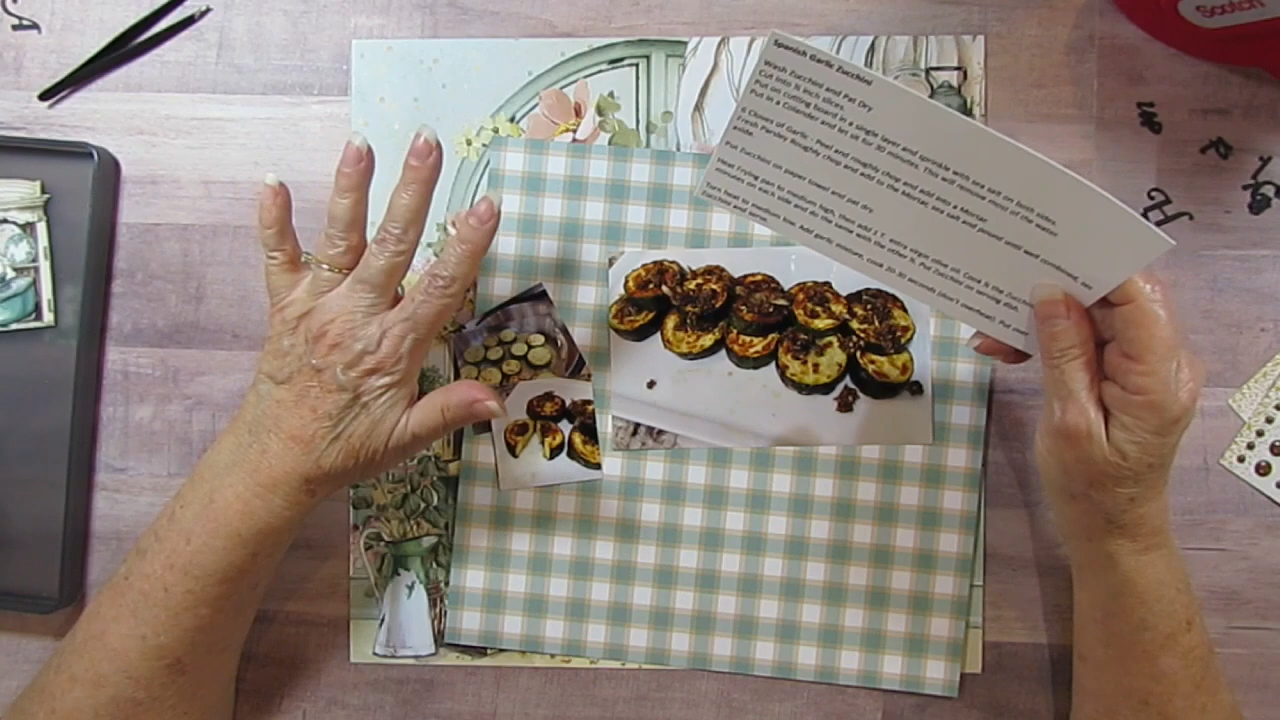 Spanish Garlic Zucchini
Wash Zucchini and Pat Dry
Cut into ½ inch slices.
Put on cutting board in a single layer and sprinkle with sea salt on both sides.
Put in a Colander and let sit for 30 minutes. This will remove most of the water.
6 Cloves of Garlic - Peel and roughly chop and add into a Mortar
Fresh Parsley Roughly chop and add to the Mortar, sea salt and pound until well combined, set
aside.
Put Zucchini on paper towel and pat dry.
Heat Frying pan to medium high, then add 1 T. extra virgin olive oil. Cook ½ the Zucchini
minutes on each side and do the same with the other ½. Put Zucchini on serving dish.
Turn heat to medium low. Add garlic mixture, cook 20-30 seconds (don't overheat). Put over
Zucchini and serve.
Scotch